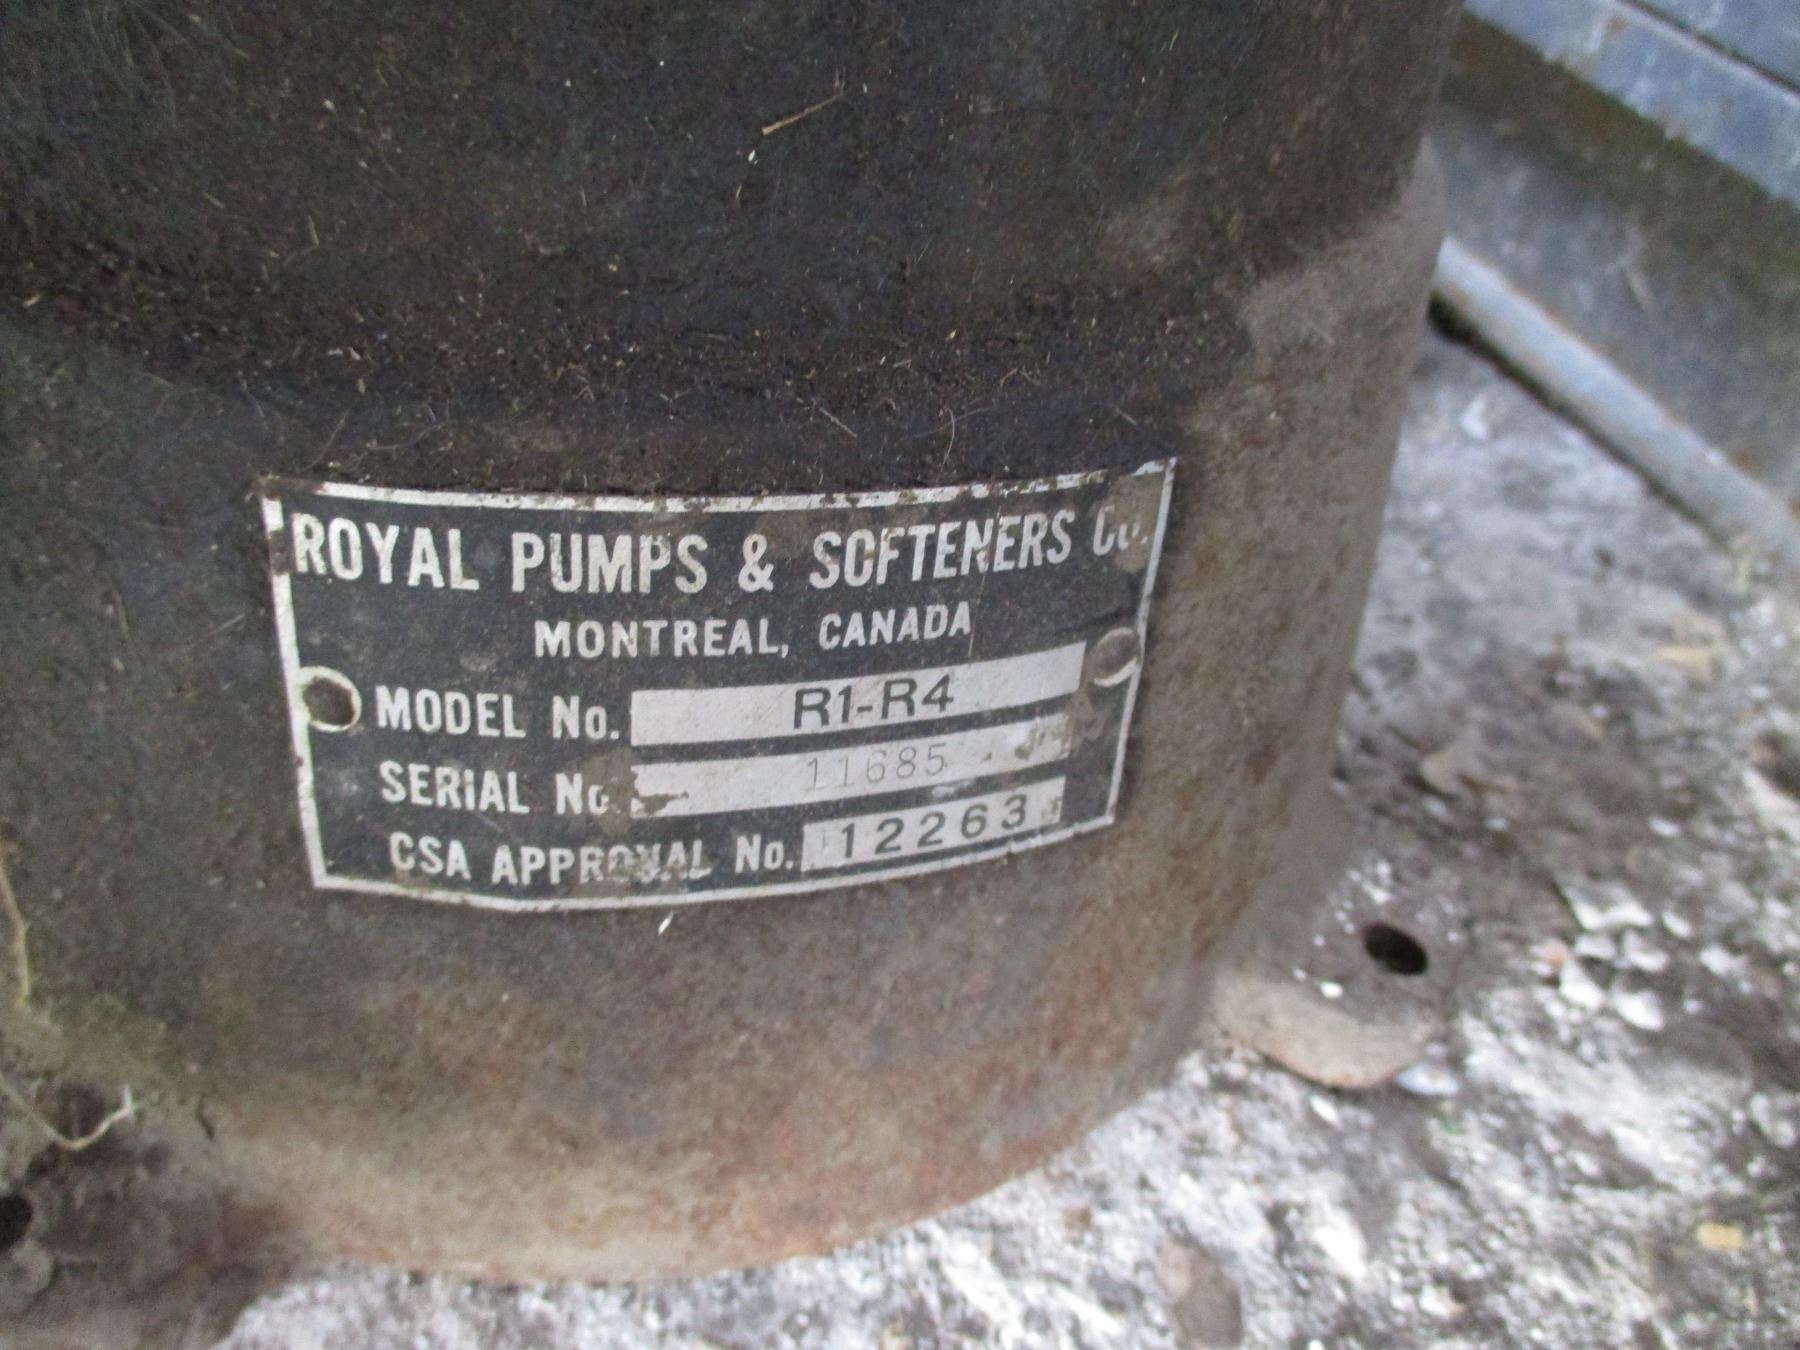 ROYAL PUMPS & SOFTENERS Co.
MONTREAL, CANADA
MODEL No. R1-R4
SERIAL No. 11685
CSA APPROVAL No. 12263